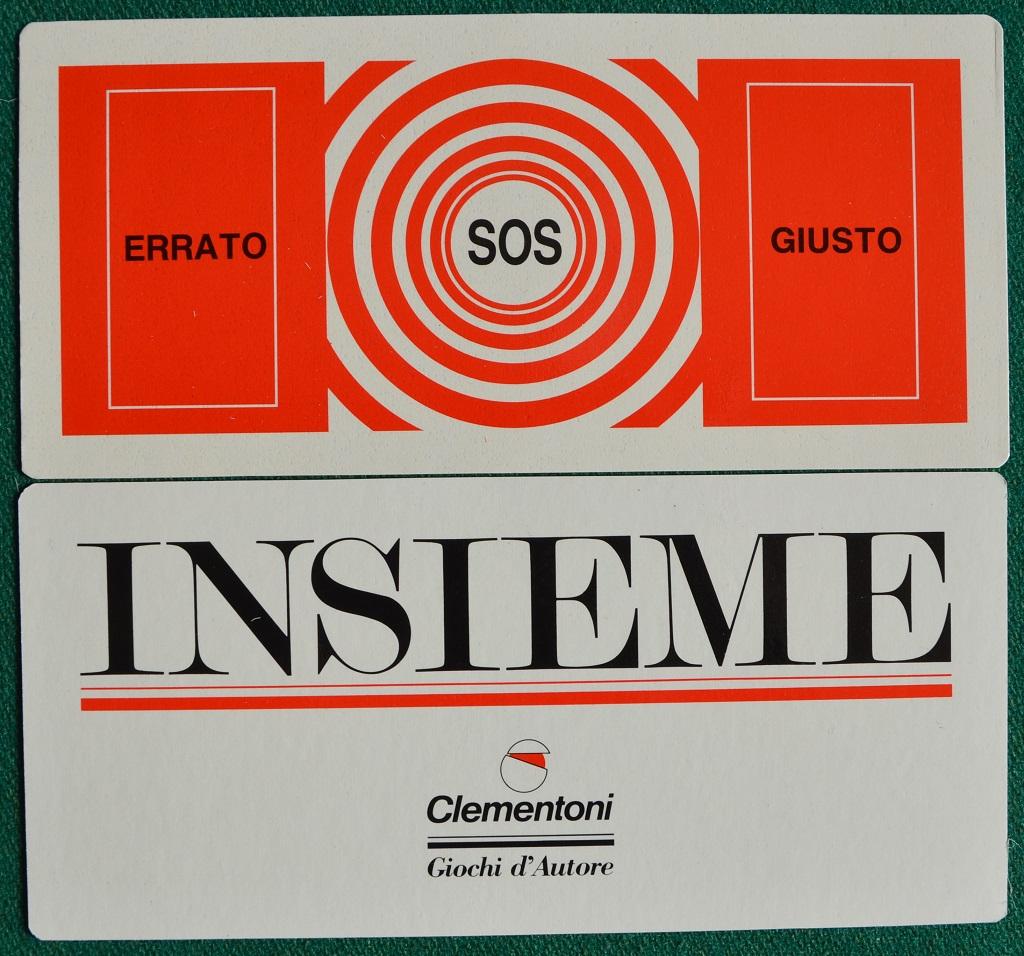 ERRATO SOS GIUSTO
INSIEME
Clementoni
Giochi d'Autore